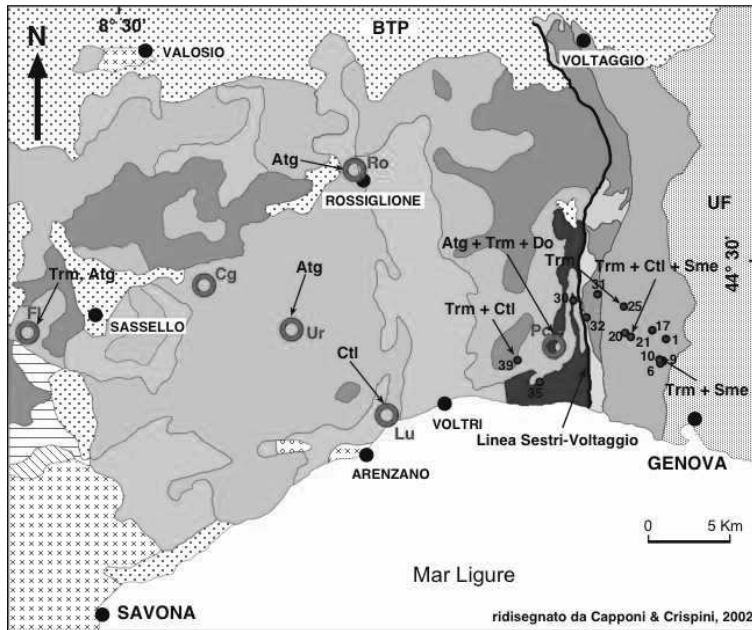 8° 30'
BTP
N
VALOSIO
VOLTAGGIO
Atg
Ro
ROSSIGLIONE
UF
Atg + Trm + Do
Trm
Trm + Ctl + Sme
44° 30'
Trm, Atg
Cg
Atg
30
31
25
Fl
SASSELLO
Ur
Trm + Ctl
32
20
21
17
1
Pc
39
10
9
6
Ctl
35
Trm + Sme
Lu
VOLTRI
Linea Sestri-Voltaggio
GENOVA
ARENZANO
0 5 Km
Mar Ligure
SAVONA
ridisegnato da Capponi & Crispini, 2002